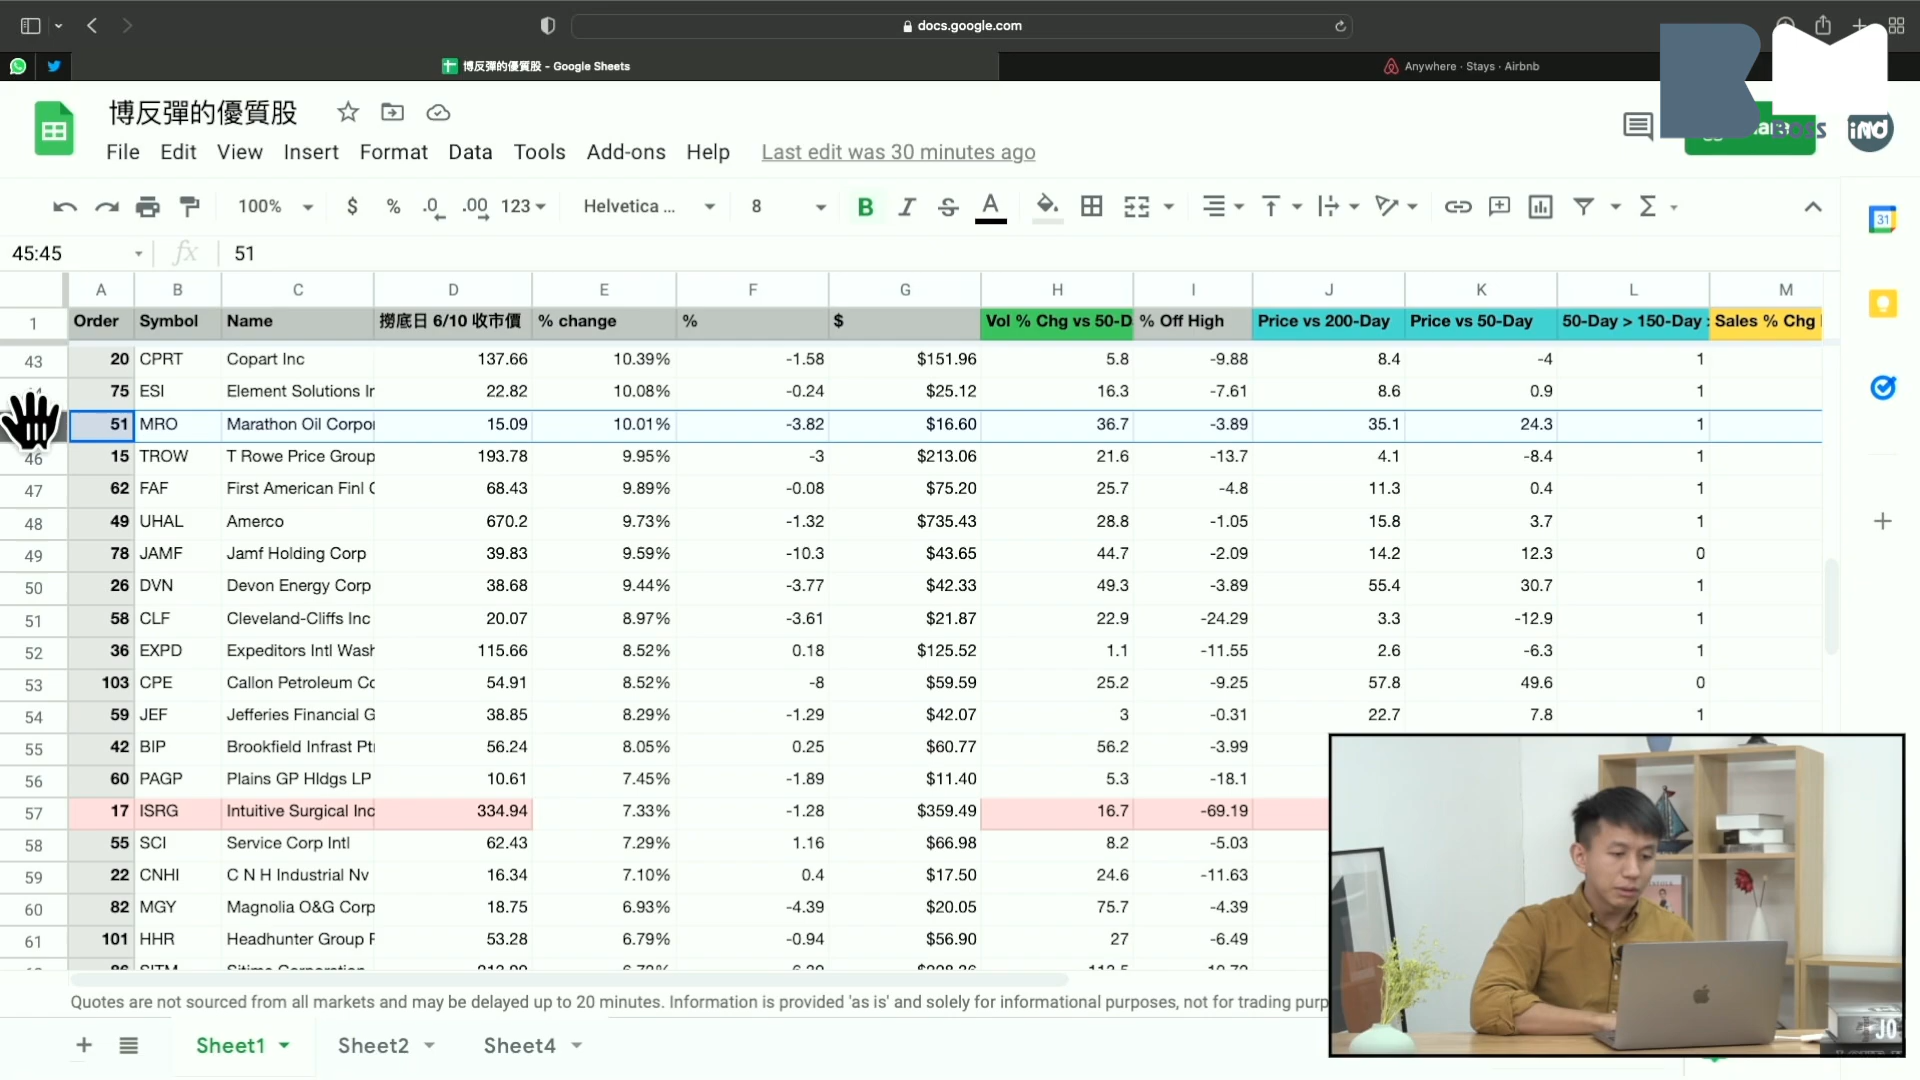 docs.google.com
博反彈的優質股 - Google Sheets
Anywhere · Stays · Airbnb
博反彈的優質股
File Edit View Insert Format Data Tools Add-ons Help Last edit was 30 minutes ago
100% $ % .0 .00 123 Helvetica ... 8 B I S A
45:45 fx 51
A B C D E F G H I J K L M
1 Order Symbol Name 撈底日 6/10 收市價 % change % $ Vol % Chg vs 50-D % Off High Price vs 200-Day Price vs 50-Day 50-Day > 150-Day Sales % Chg
43 20 CPRT Copart Inc 137.66 10.39% -1.58 $151.96 5.8 -9.88 8.4 -4 1
75 ESI Element Solutions Ir 22.82 10.08% -0.24 $25.12 16.3 -7.61 8.6 0.9 1
51 MRO Marathon Oil Corpor 15.09 10.01% -3.82 $16.60 36.7 -3.89 35.1 24.3 1
46 15 TROW T Rowe Price Group 193.78 9.95% -3 $213.06 21.6 -13.7 4.1 -8.4 1
47 62 FAF First American Finl C 68.43 9.89% -0.08 $75.20 25.7 -4.8 11.3 0.4 1
48 49 UHAL Amerco 670.2 9.73% -1.32 $735.43 28.8 -1.05 15.8 3.7 1
49 78 JAMF Jamf Holding Corp 39.83 9.59% -10.3 $43.65 44.7 -2.09 14.2 12.3 0
50 26 DVN Devon Energy Corp 38.68 9.44% -3.77 $42.33 49.3 -3.89 55.4 30.7 1
51 58 CLF Cleveland-Cliffs Inc 20.07 8.97% -3.61 $21.87 22.9 -24.29 3.3 -12.9 1
52 36 EXPD Expeditors Intl Wash 115.66 8.52% 0.18 $125.52 1.1 -11.55 2.6 -6.3 1
53 103 CPE Callon Petroleum Co 54.91 8.52% -8 $59.59 25.2 -9.25 57.8 49.6 0
54 59 JEF Jefferies Financial G 38.85 8.29% -1.29 $42.07 3 -0.31 22.7 7.8 1
55 42 BIP Brookfield Infrast Ptr 56.24 8.05% 0.25 $60.77 56.2 -3.99
56 60 PAGP Plains GP Hldgs LP 10.61 7.45% -1.89 $11.40 5.3 -18.1
57 17 ISRG Intuitive Surgical Inc 334.94 7.33% -1.28 $359.49 16.7 -69.19
58 55 SCI Service Corp Intl 62.43 7.29% 1.16 $66.98 8.2 -5.03
59 22 CNHI C N H Industrial Nv 16.34 7.10% 0.4 $17.50 24.6 -11.63
60 82 MGY Magnolia O&G Corp 18.75 6.93% -4.39 $20.05 75.7 -4.39
61 101 HHR Headhunter Group F 53.28 6.79% -0.94 $56.90 27 -6.49
Quotes are not sourced from all markets and may be delayed up to 20 minutes. Information is provided 'as is' and solely for informational purposes, not for trading purp
Sheet1 Sheet2 Sheet4